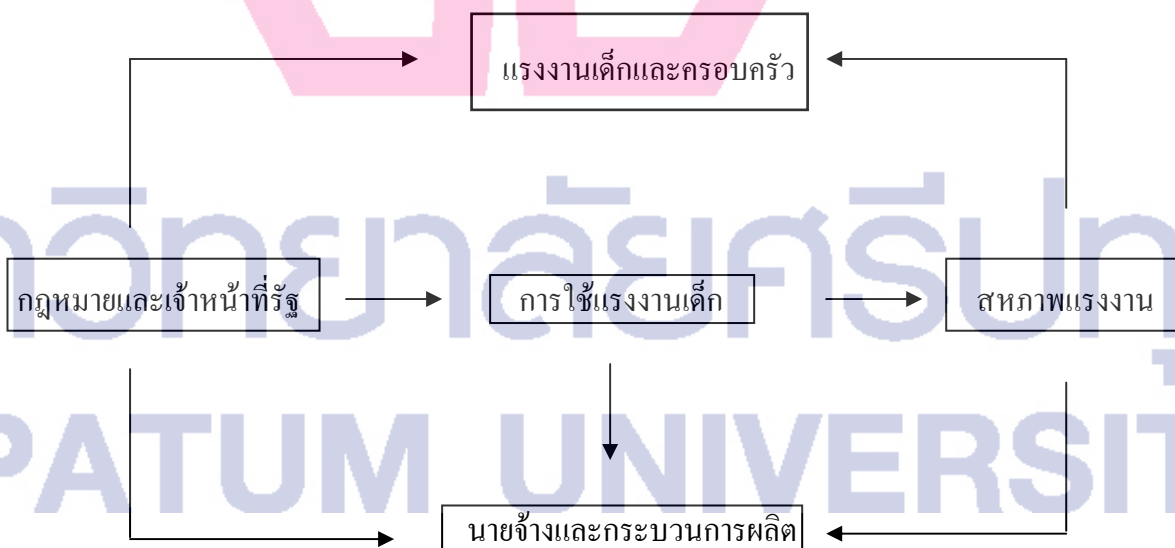 แรงงานเด็กและครอบครัว
กฎหมายและเจ้าหน้าที่รัฐ
การใช้แรงงานเด็ก
สหภาพแรงงาน
นายจ้างและกระบวนการผลิต
PATUM UNIVERSIT